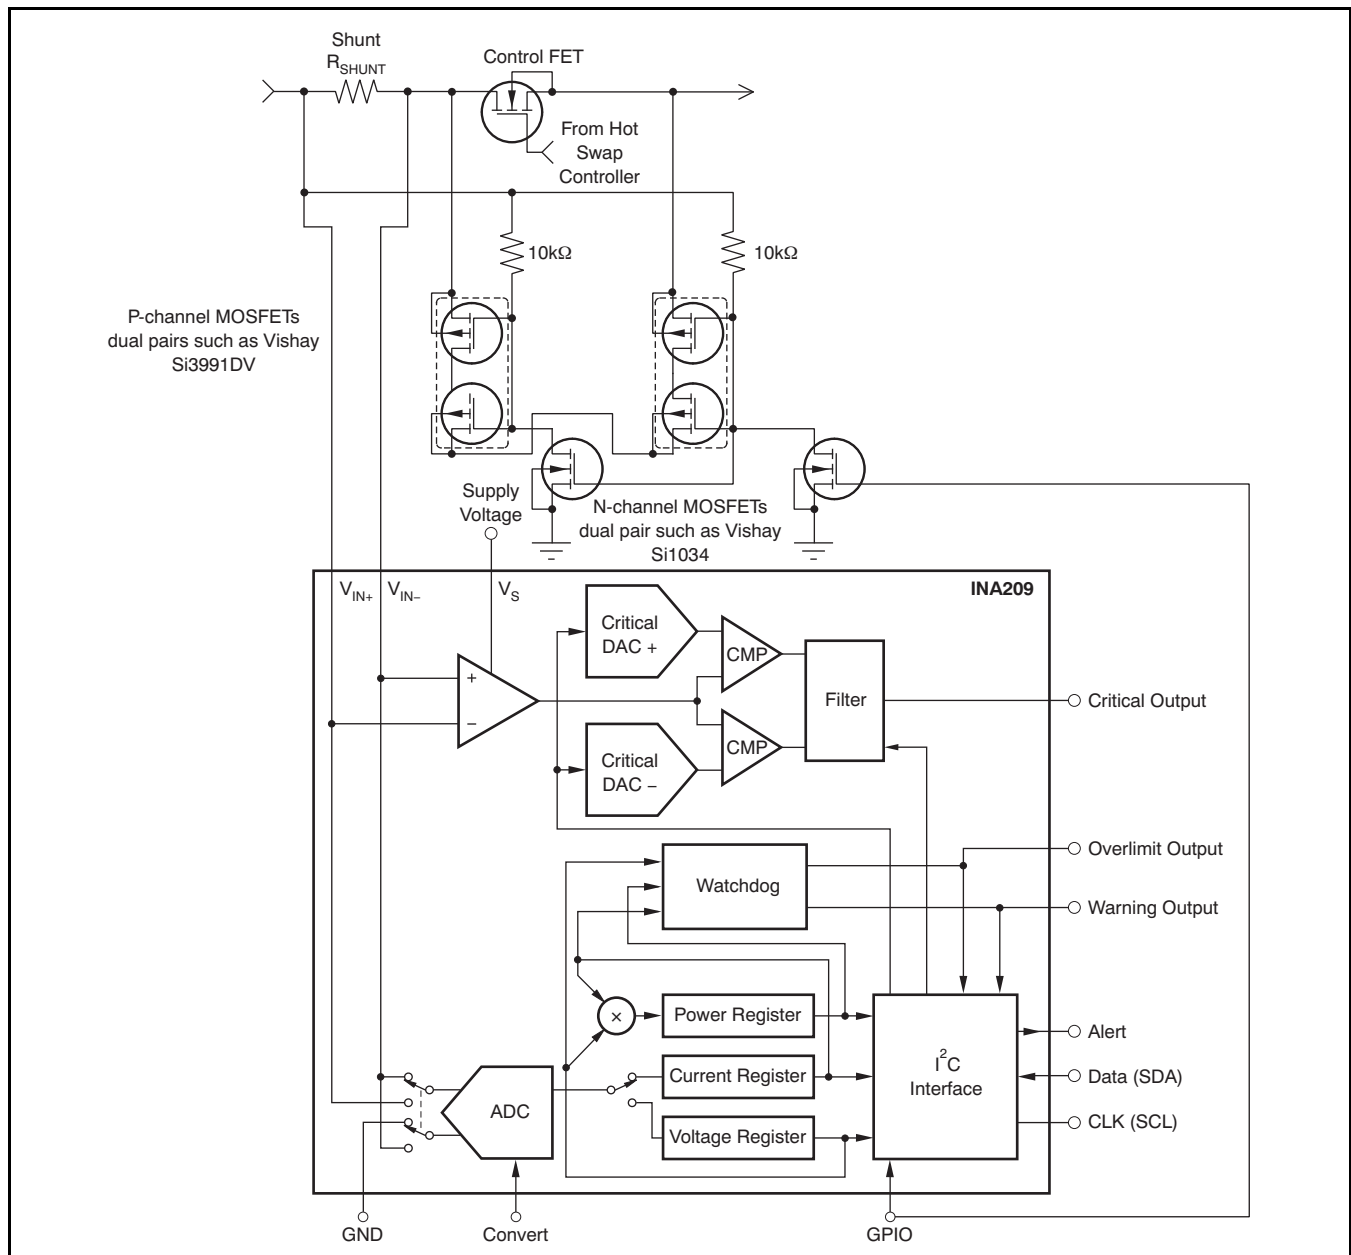 Shunt
R_SHUNT
Control FET
From Hot
Swap
Controller
10kΩ
10kΩ
P-channel MOSFETs
dual pairs such as Vishay
Si3991DV
Supply
Voltage
N-channel MOSFETs
dual pair such as Vishay
Si1034
V_IN+
V_IN−
V_S
INA209
Critical
DAC +
CMP
+
−
Filter
Critical Output
Critical
DAC −
CMP
Overlimit Output
Watchdog
Warning Output
×
Power Register
Alert
Current Register
I²C
Interface
Data (SDA)
ADC
Voltage Register
CLK (SCL)
GND
Convert
GPIO